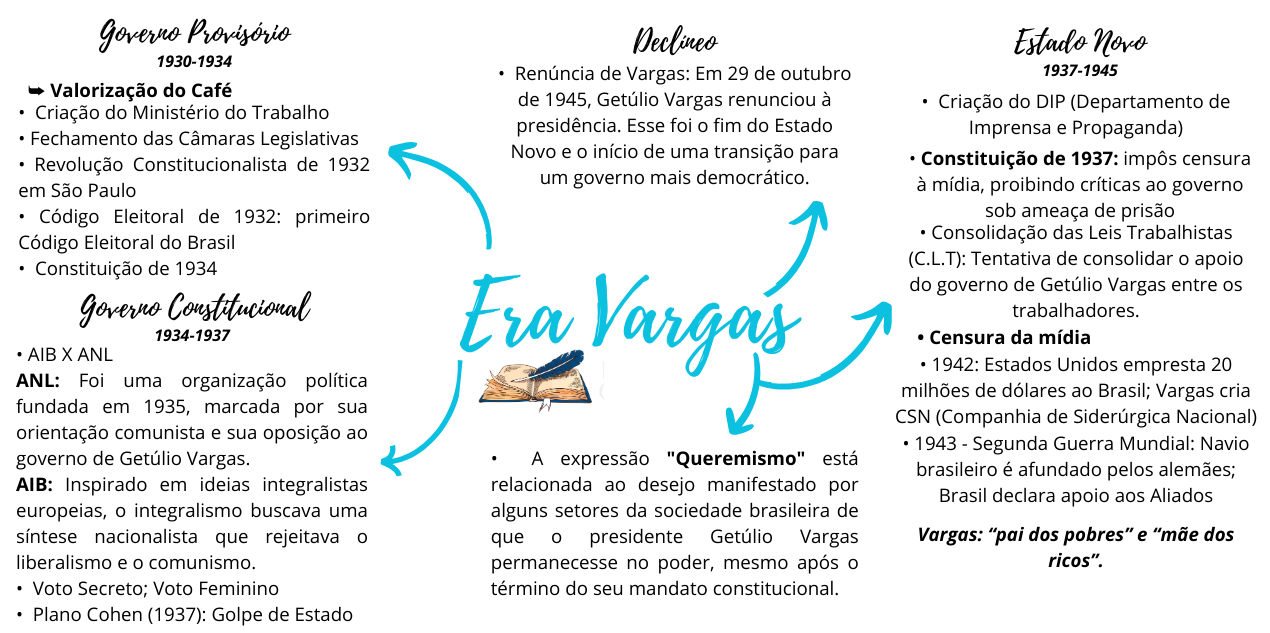 Governo Provisório
1930-1934
➥ Valorização do Café
• Criação do Ministério do Trabalho
• Fechamento das Câmaras Legislativas
• Revolução Constitucionalista de 1932
em São Paulo
• Código Eleitoral de 1932: primeiro
Código Eleitoral do Brasil
• Constituição de 1934
Governo Constitucional
1934-1937
• AIB X ANL
ANL: Foi uma organização política
fundada em 1935, marcada por sua
orientação comunista e sua oposição ao
governo de Getúlio Vargas.
AIB: Inspirado em ideias integralistas
europeias, o integralismo buscava uma
síntese nacionalista que rejeitava o
liberalismo e o comunismo.
• Voto Secreto; Voto Feminino
• Plano Cohen (1937): Golpe de Estado
Declíneo
• Renúncia de Vargas: Em 29 de outubro
de 1945, Getúlio Vargas renunciou à
presidência. Esse foi o fim do Estado
Novo e o início de uma transição para
um governo mais democrático.
Era Vargas
• A expressão "Queremismo" está
relacionada ao desejo manifestado por
alguns setores da sociedade brasileira de
que o presidente Getúlio Vargas
permanecesse no poder, mesmo após o
término do seu mandato constitucional.
Estado Novo
1937-1945
• Criação do DIP (Departamento de
Imprensa e Propaganda)
• Constituição de 1937: impôs censura
à mídia, proibindo críticas ao governo
sob ameaça de prisão
• Consolidação das Leis Trabalhistas
(C.L.T): Tentativa de consolidar o apoio
do governo de Getúlio Vargas entre os
trabalhadores.
• Censura da mídia
• 1942: Estados Unidos empresta 20
milhões de dólares ao Brasil; Vargas cria
CSN (Companhia de Siderúrgica Nacional)
• 1943 - Segunda Guerra Mundial: Navio
brasileiro é afundado pelos alemães;
Brasil declara apoio aos Aliados
Vargas: “pai dos pobres” e “mãe dos
ricos”.